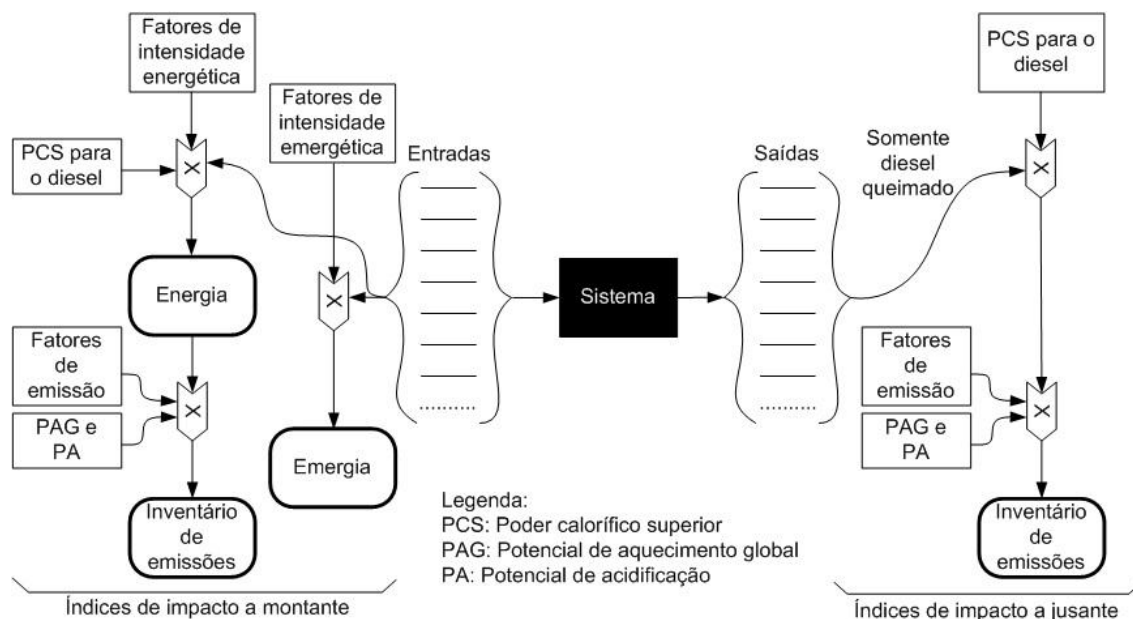 Fatores de
intensidade
energética
PCS para
o diesel
X
Energia
Fatores
de
emissão
PAG e
PA
X
Inventário
de
emissões
Índices de impacto a montante
Fatores de
intensidade
emergética
X
Emergia
Entradas
..........
Sistema
Saídas
..........
Somente
diesel
queimado
PCS para o
diesel
X
Fatores
de
emissão
PAG e
PA
X
Inventário
de
emissões
Índices de impacto a jusante
Legenda:
PCS: Poder calorífico superior
PAG: Potencial de aquecimento global
PA: Potencial de acidificação